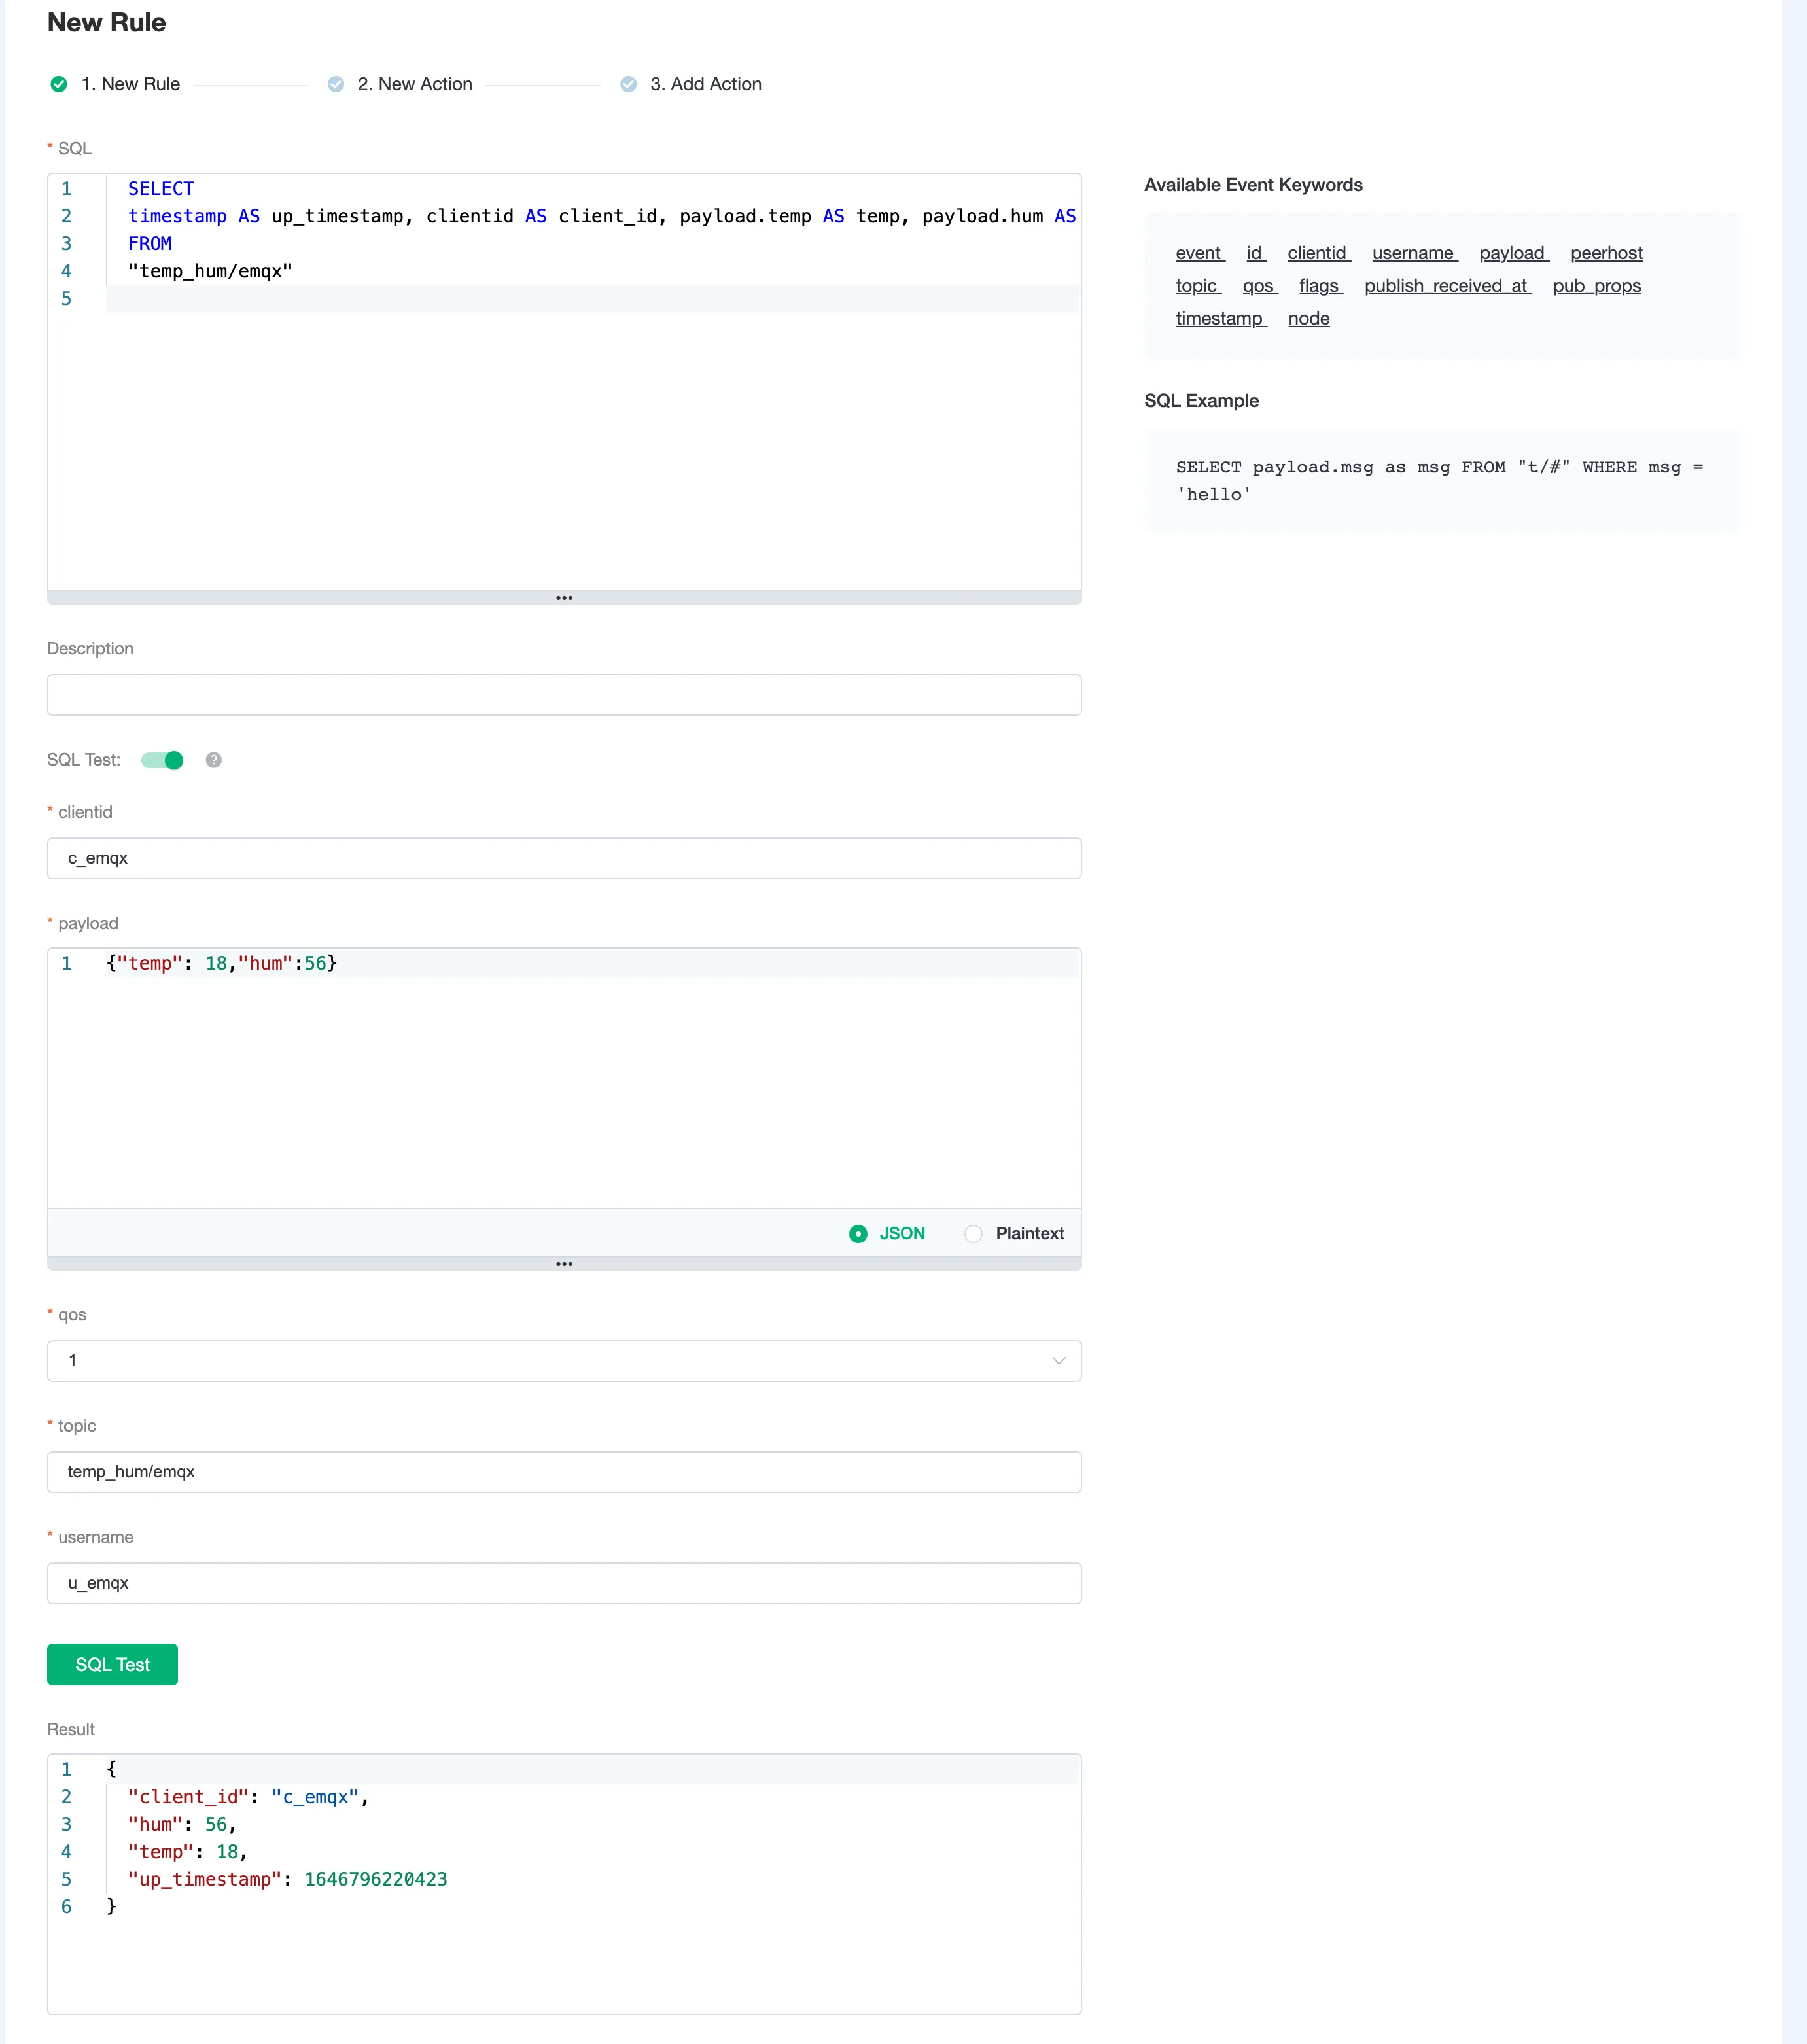 New Rule
1. New Rule
2. New Action
3. Add Action
* SQL
1 SELECT
2 timestamp AS up_timestamp, clientid AS client_id, payload.temp AS temp, payload.hum AS
3 FROM
4 "temp_hum/emqx"
5
•••
Available Event Keywords
event id clientid username payload peerhost
topic qos flags publish_received_at pub_props
timestamp node
SQL Example
SELECT payload.msg as msg FROM "t/#" WHERE msg =
'hello'
Description
SQL Test: ?
* clientid
c_emqx
* payload
1 {"temp": 18,"hum":56}
JSON Plaintext
•••
* qos
1
* topic
temp_hum/emqx
* username
u_emqx
SQL Test
Result
1 {
2 "client_id": "c_emqx",
3 "hum": 56,
4 "temp": 18,
5 "up_timestamp": 1646796220423
6 }